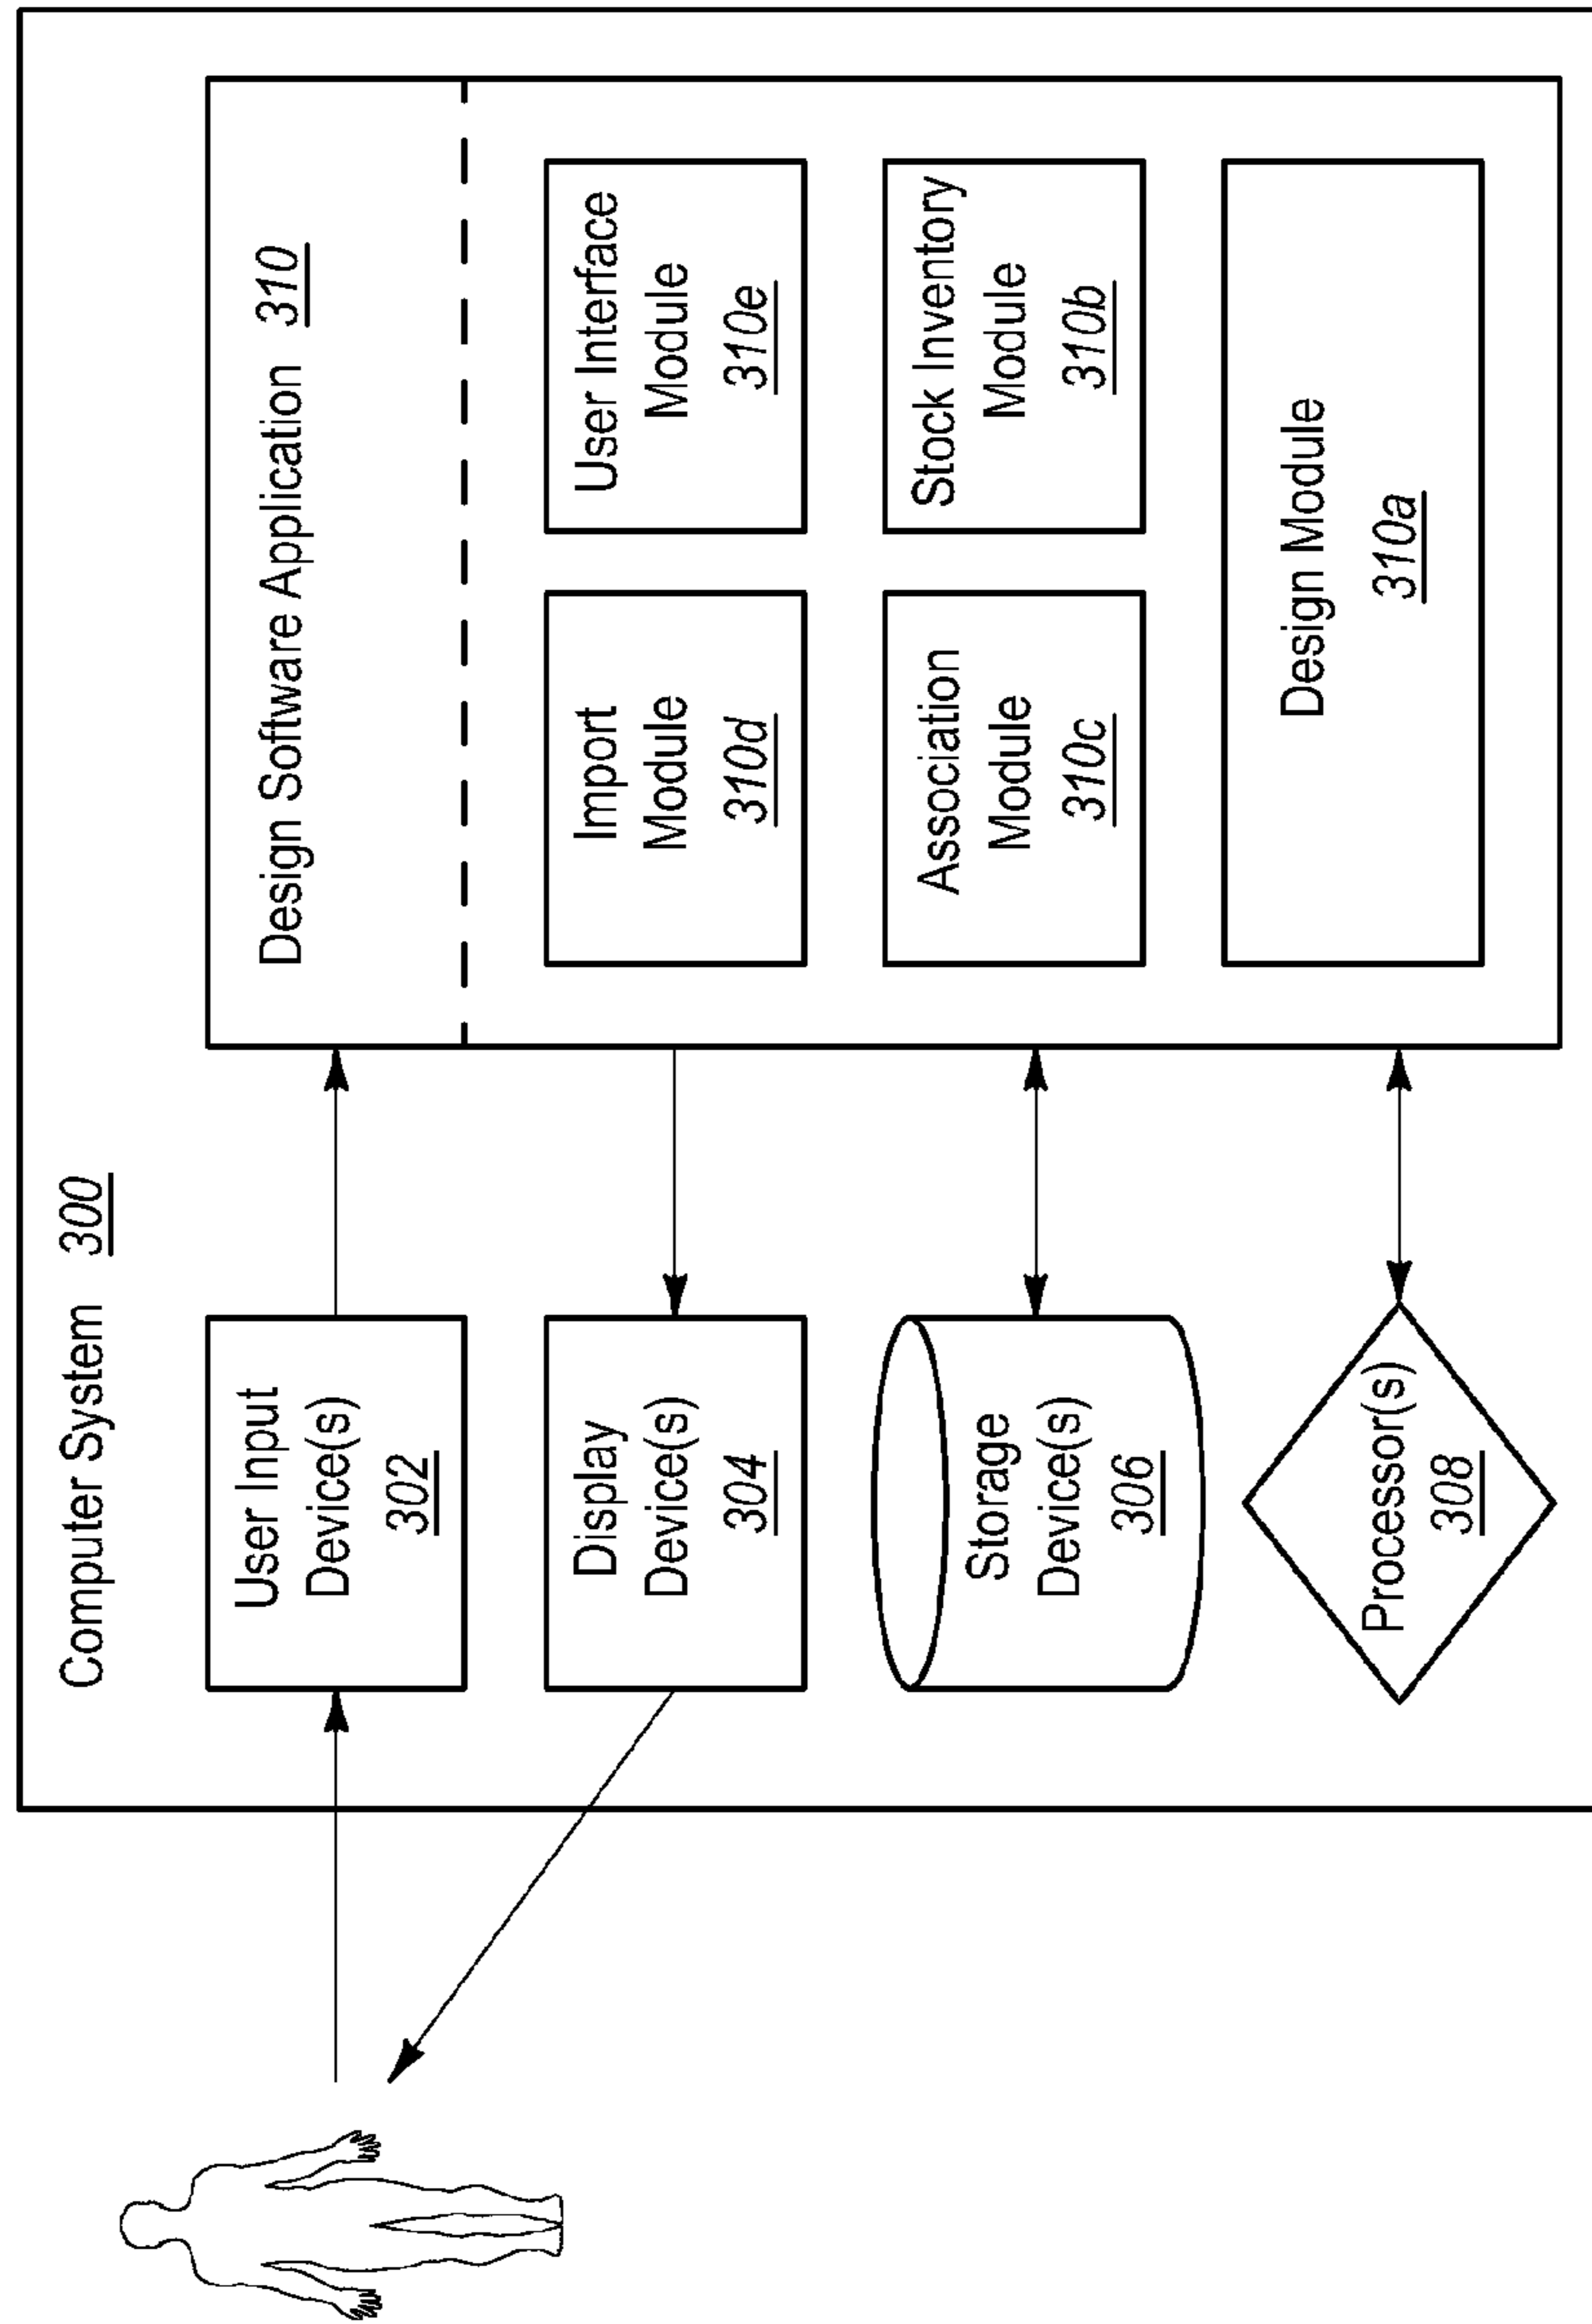 Computer System 300
User Input
Device(s)
302
Display
Device(s)
304
Storage
Device(s)
306
Processor(s)
308
Design Software Application 310
Import
Module
310d
User Interface
Module
310e
Association
Module
310c
Stock Inventory
Module
310b
Design Module
310a